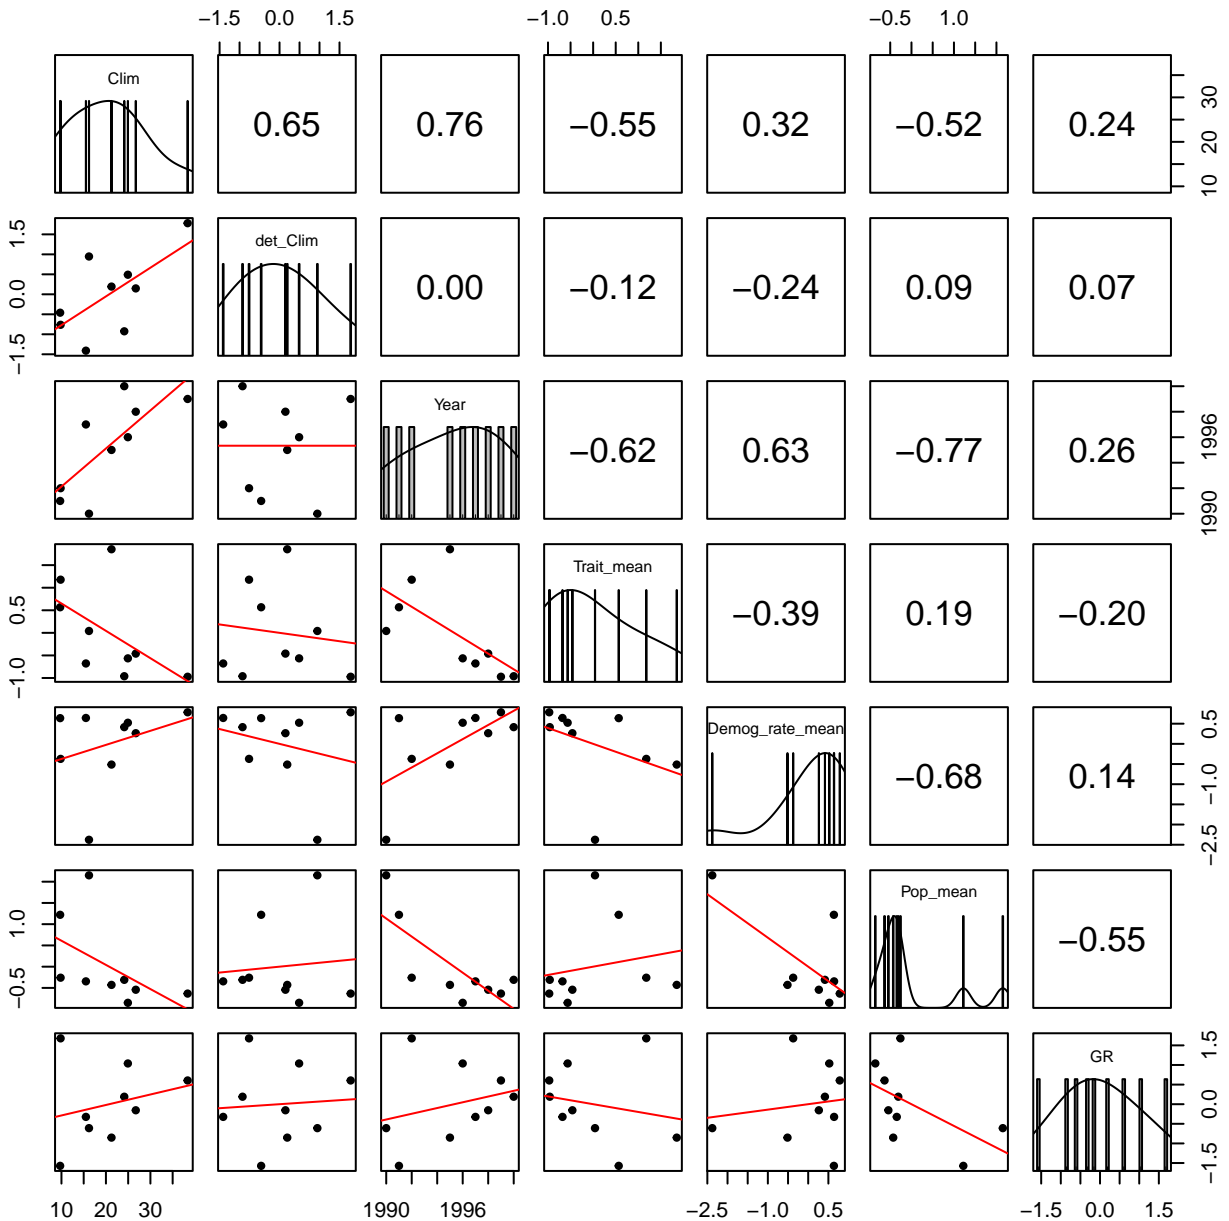 −1.5 0.0 1.5 −1.0 0.5 −0.5 1.0
Clim 0.65 0.76 −0.55 0.32 −0.52 0.24 10 20 30
−1.5 0.0 1.5 det_Clim 0.00 −0.12 −0.24 0.09 0.07
Year −0.62 0.63 −0.77 0.26 1990 1996
−1.0 0.5 Trait_mean −0.39 0.19 −0.20
Demog_rate_mean −0.68 0.14 −2.5 −1.0 0.5
−0.5 1.0 Pop_mean −0.55
GR −1.5 0.0 1.5
10 20 30 1990 1996 −2.5 −1.0 0.5 −1.5 0.0 1.5